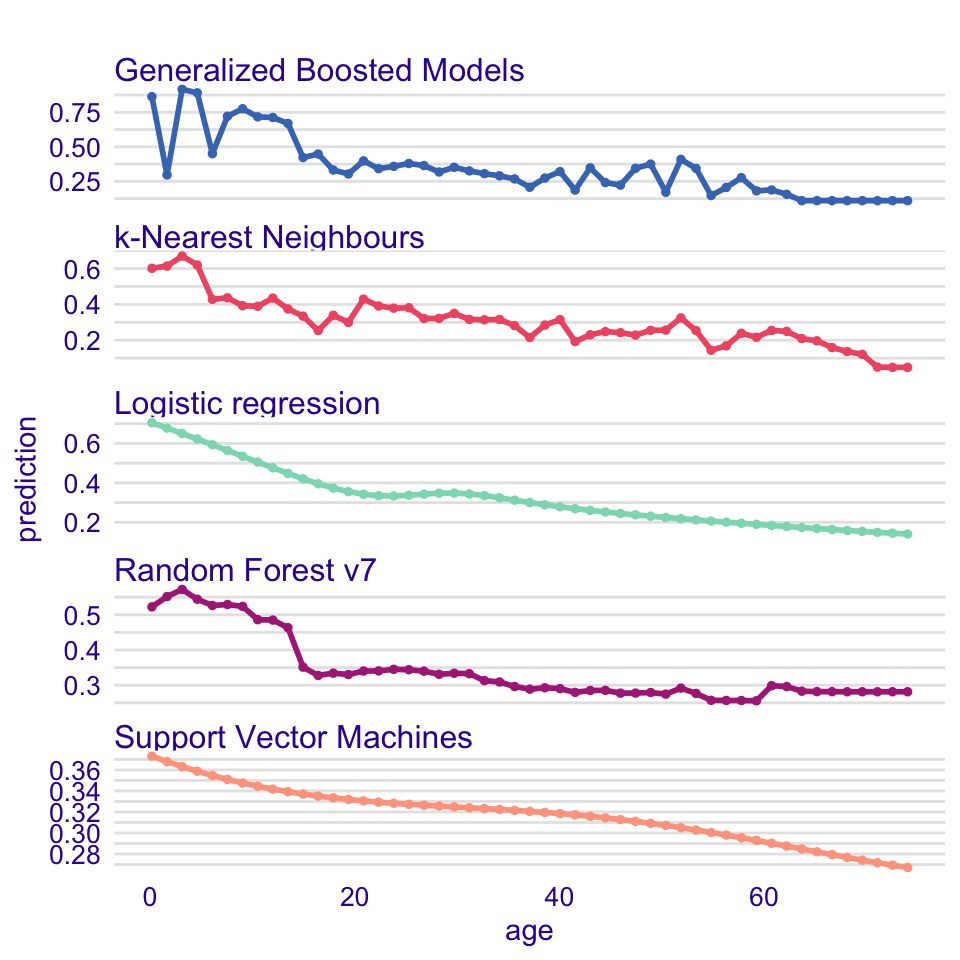 Generalized Boosted Models
0.75
0.50
0.25
k-Nearest Neighbours
0.6
0.4
0.2
Logistic regression
0.6
0.4
0.2
prediction
Random Forest v7
0.5
0.4
0.3
Support Vector Machines
0.36
0.34
0.32
0.30
0.28
0 20 40 60
age